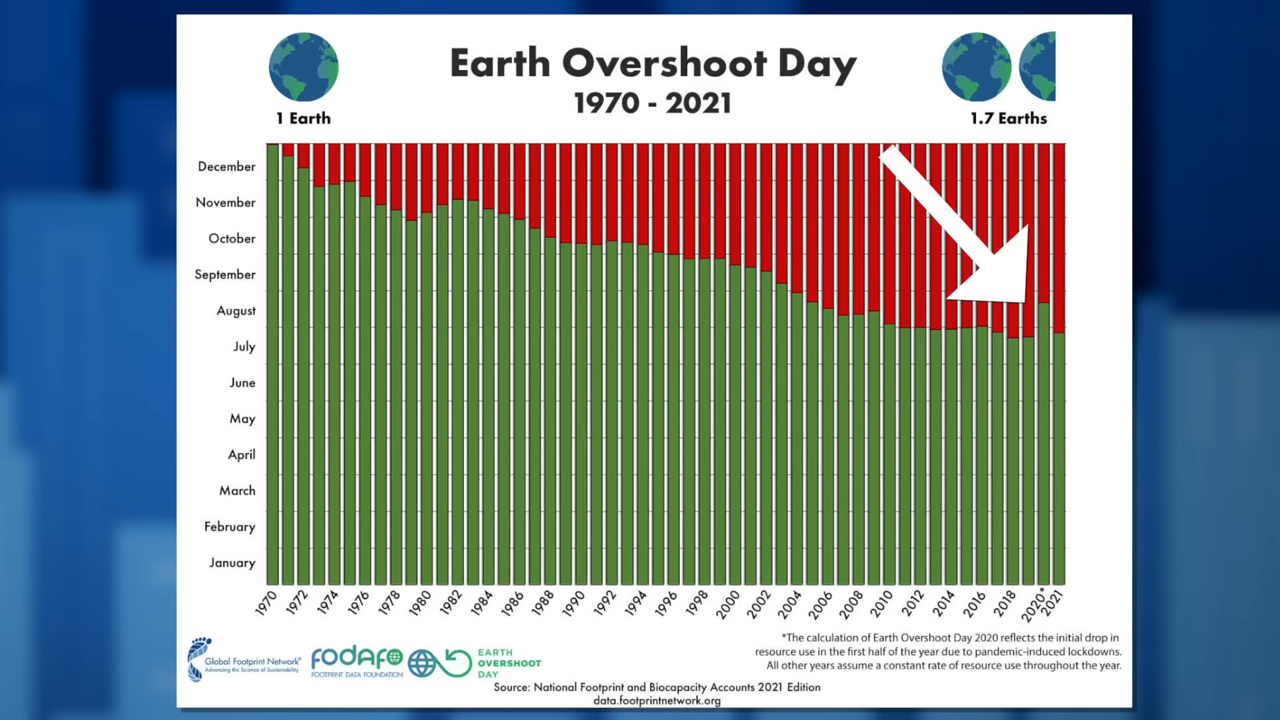 Earth Overshoot Day
1970 - 2021
1 Earth
1.7 Earths
December
November
October
September
August
July
June
May
April
March
February
January
1970 1972 1974 1976 1978 1980 1982 1984 1986 1988 1990 1992 1994 1996 1998 2000 2002 2004 2006 2008 2010 2012 2014 2016 2018 2020* 2021
*The calculation of Earth Overshoot Day 2020 reflects the initial drop in
resource use in the first half of the year due to pandemic-induced lockdowns.
All other years assume a constant rate of resource use throughout the year.
Global Footprint Network®
Advancing the Science of Sustainability
FODAFO
FOOTPRINT DATA FOUNDATION
EARTH
OVERSHOOT
DAY
Source: National Footprint and Biocapacity Accounts 2021 Edition
data.footprintnetwork.org